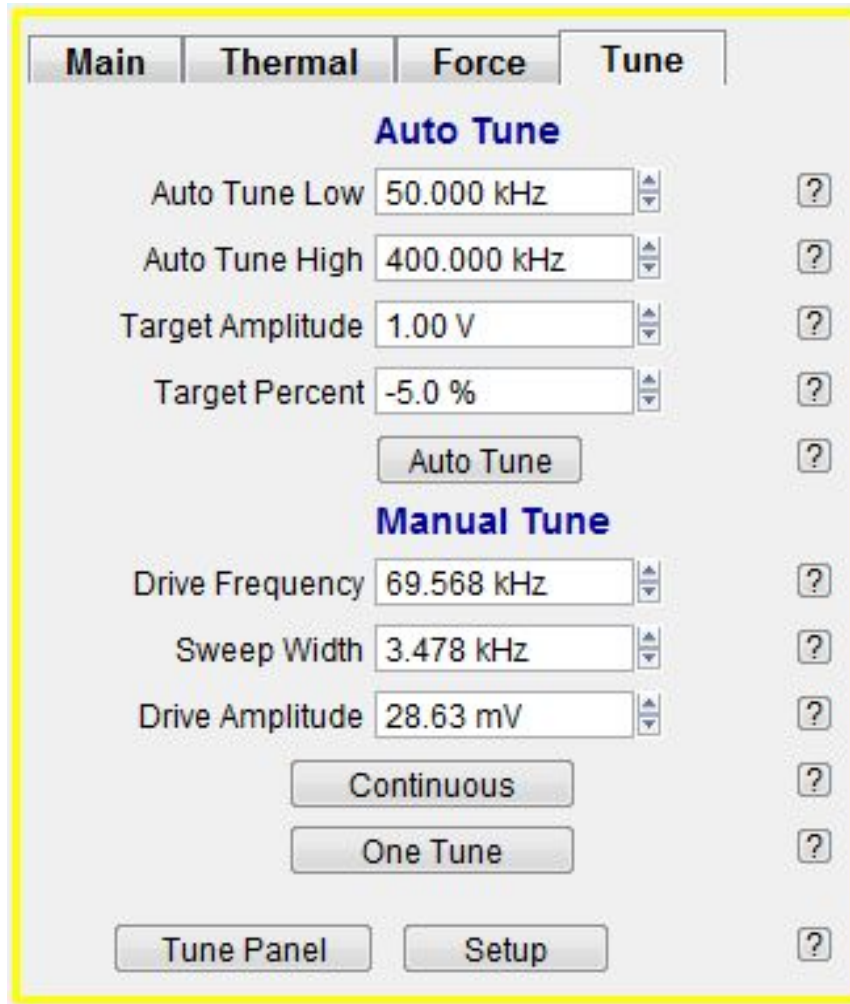 Main Thermal Force Tune
Auto Tune
Auto Tune Low 50.000 kHz ?
Auto Tune High 400.000 kHz ?
Target Amplitude 1.00 V ?
Target Percent -5.0 % ?
Auto Tune ?
Manual Tune
Drive Frequency 69.568 kHz ?
Sweep Width 3.478 kHz ?
Drive Amplitude 28.63 mV ?
Continuous ?
One Tune ?
Tune Panel Setup ?